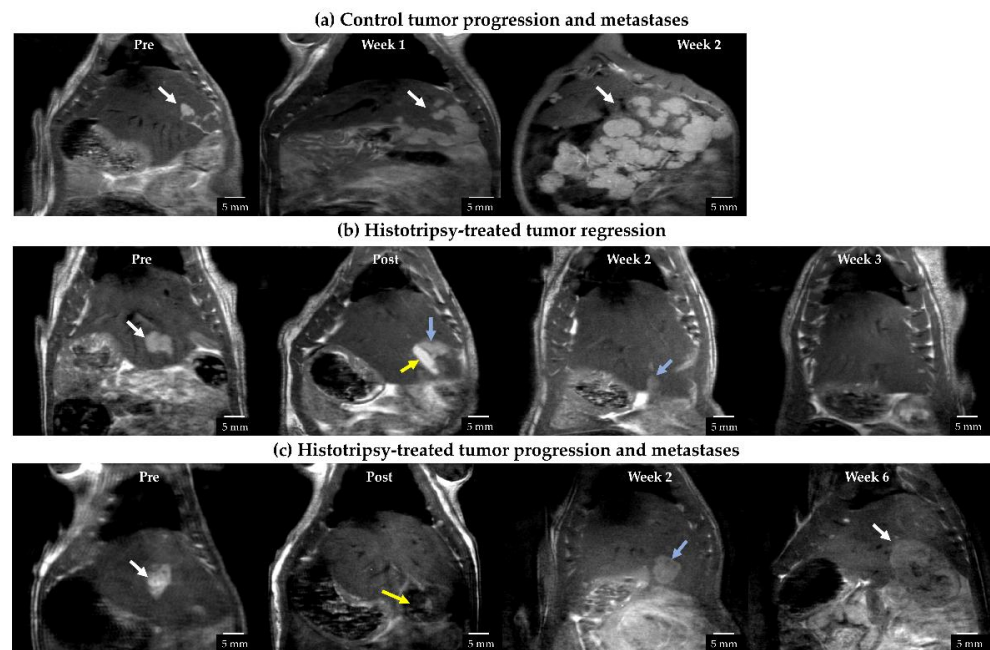 (a) Control tumor progression and metastases
Pre
Week 1
Week 2
5 mm
5 mm
5 mm
(b) Histotripsy-treated tumor regression
Pre
Post
Week 2
Week 3
5 mm
5 mm
5 mm
5 mm
(c) Histotripsy-treated tumor progression and metastases
Pre
Post
Week 2
Week 6
5 mm
5 mm
5 mm
5 mm